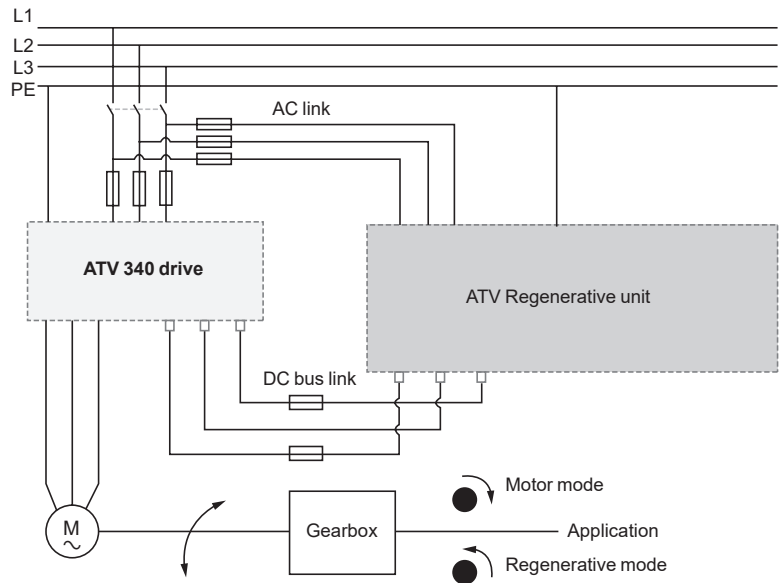 L1
L2
L3
PE
AC link
ATV 340 drive
ATV Regenerative unit
DC bus link
Motor mode
M
Gearbox
Application
Regenerative mode